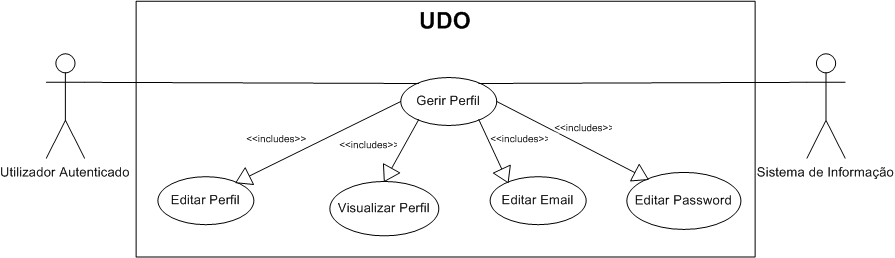 UDO
Gerir Perfil
<<includes>>
<<includes>>
<<includes>>
<<includes>>
Utilizador Autenticado
Sistema de Informação
Editar Perfil
Visualizar Perfil
Editar Email
Editar Password